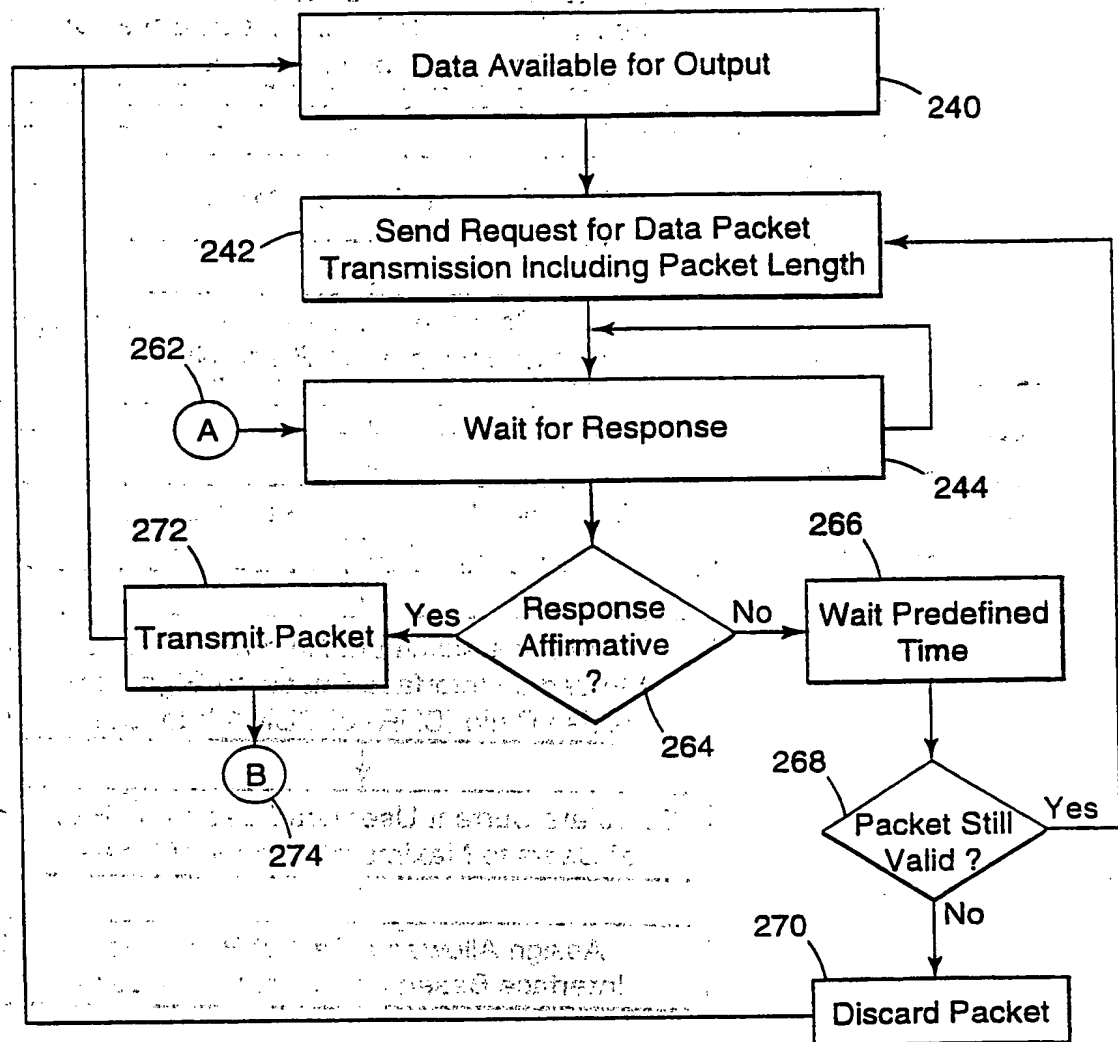 Data Available for Output
240
242
Send Request for Data Packet
Transmission Including Packet Length
262
A
Wait for Response
244
272
266
Transmit Packet
Yes
Response
Affirmative
?
No
Wait Predefined
Time
264
B
274
268
Packet Still
Valid ?
Yes
No
270
Discard Packet